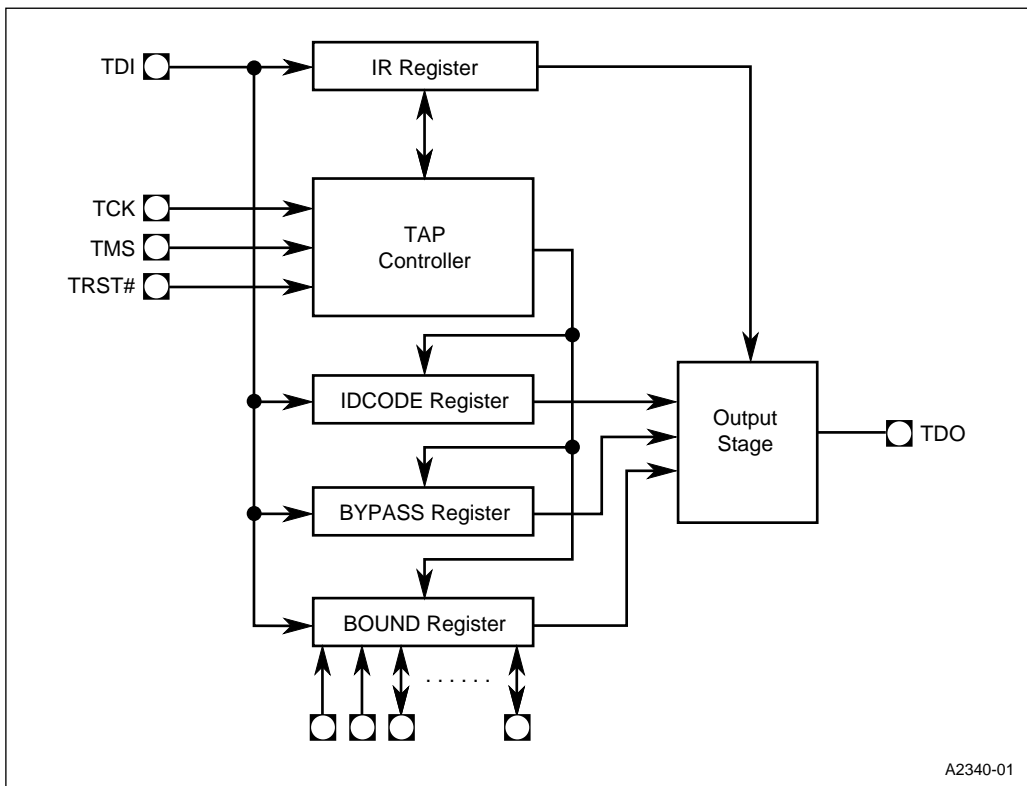 TDI
IR Register
TCK
TMS
TRST#
TAP
Controller
IDCODE Register
Output
Stage
TDO
BYPASS Register
BOUND Register
. . . . . .
A2340-01